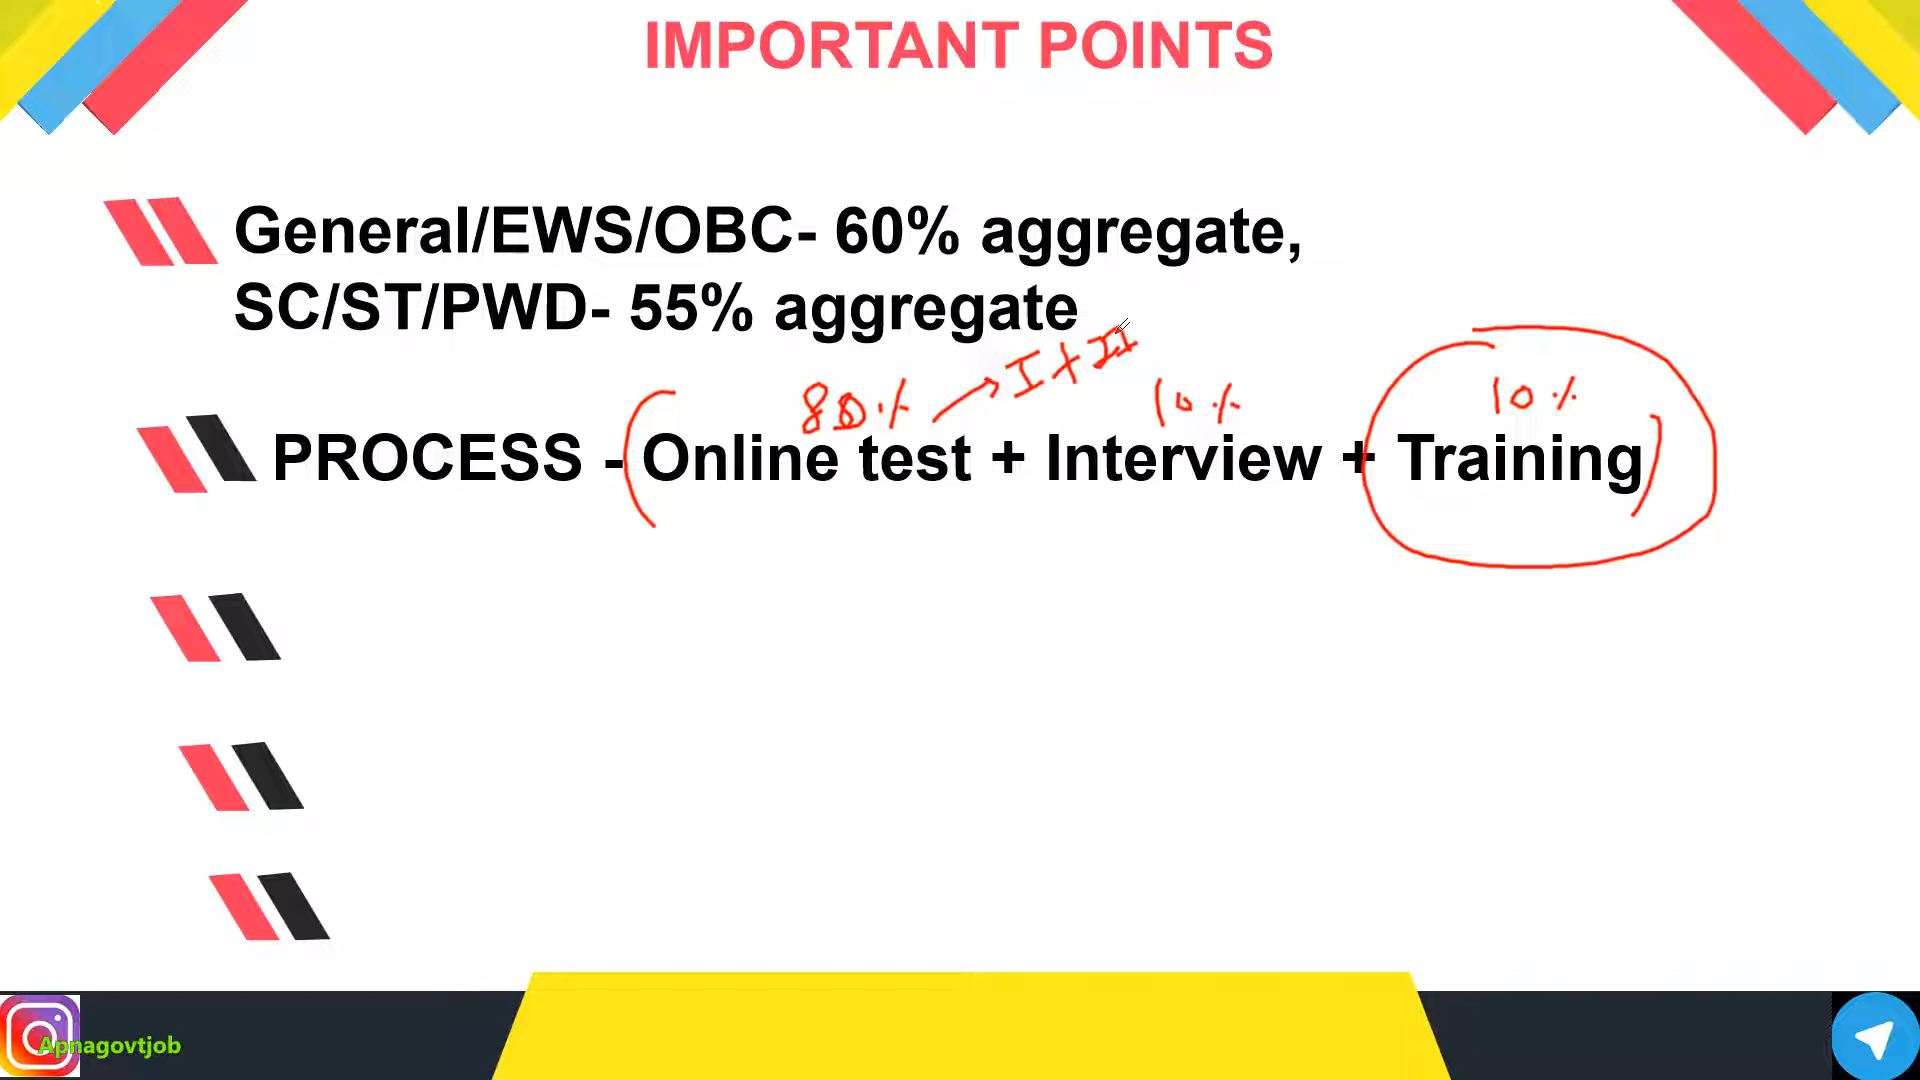 IMPORTANT POINTS
General/EWS/OBC- 60% aggregate,
SC/ST/PWD- 55% aggregate
80% → I + II 10% 10%
PROCESS - (Online test + Interview + Training)
Apnagovtjob